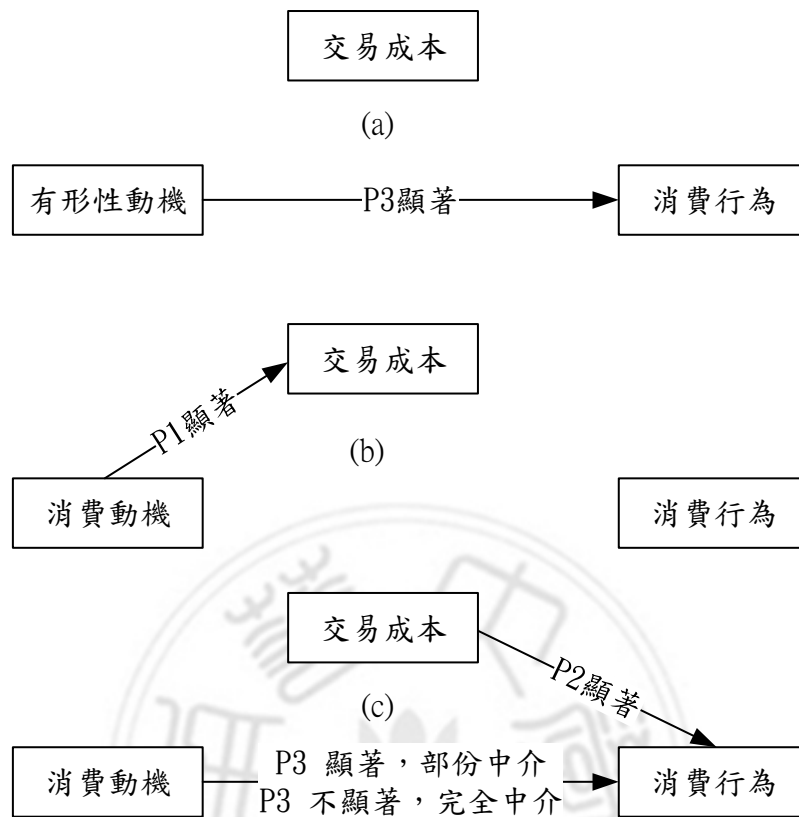 交易成本
(a)
有形性動機
P3顯著
消費行為
交易成本
P1顯著
(b)
消費動機
消費行為
交易成本
P2顯著
(c)
消費動機
P3 顯著，部份中介
P3 不顯著，完全中介
消費行為